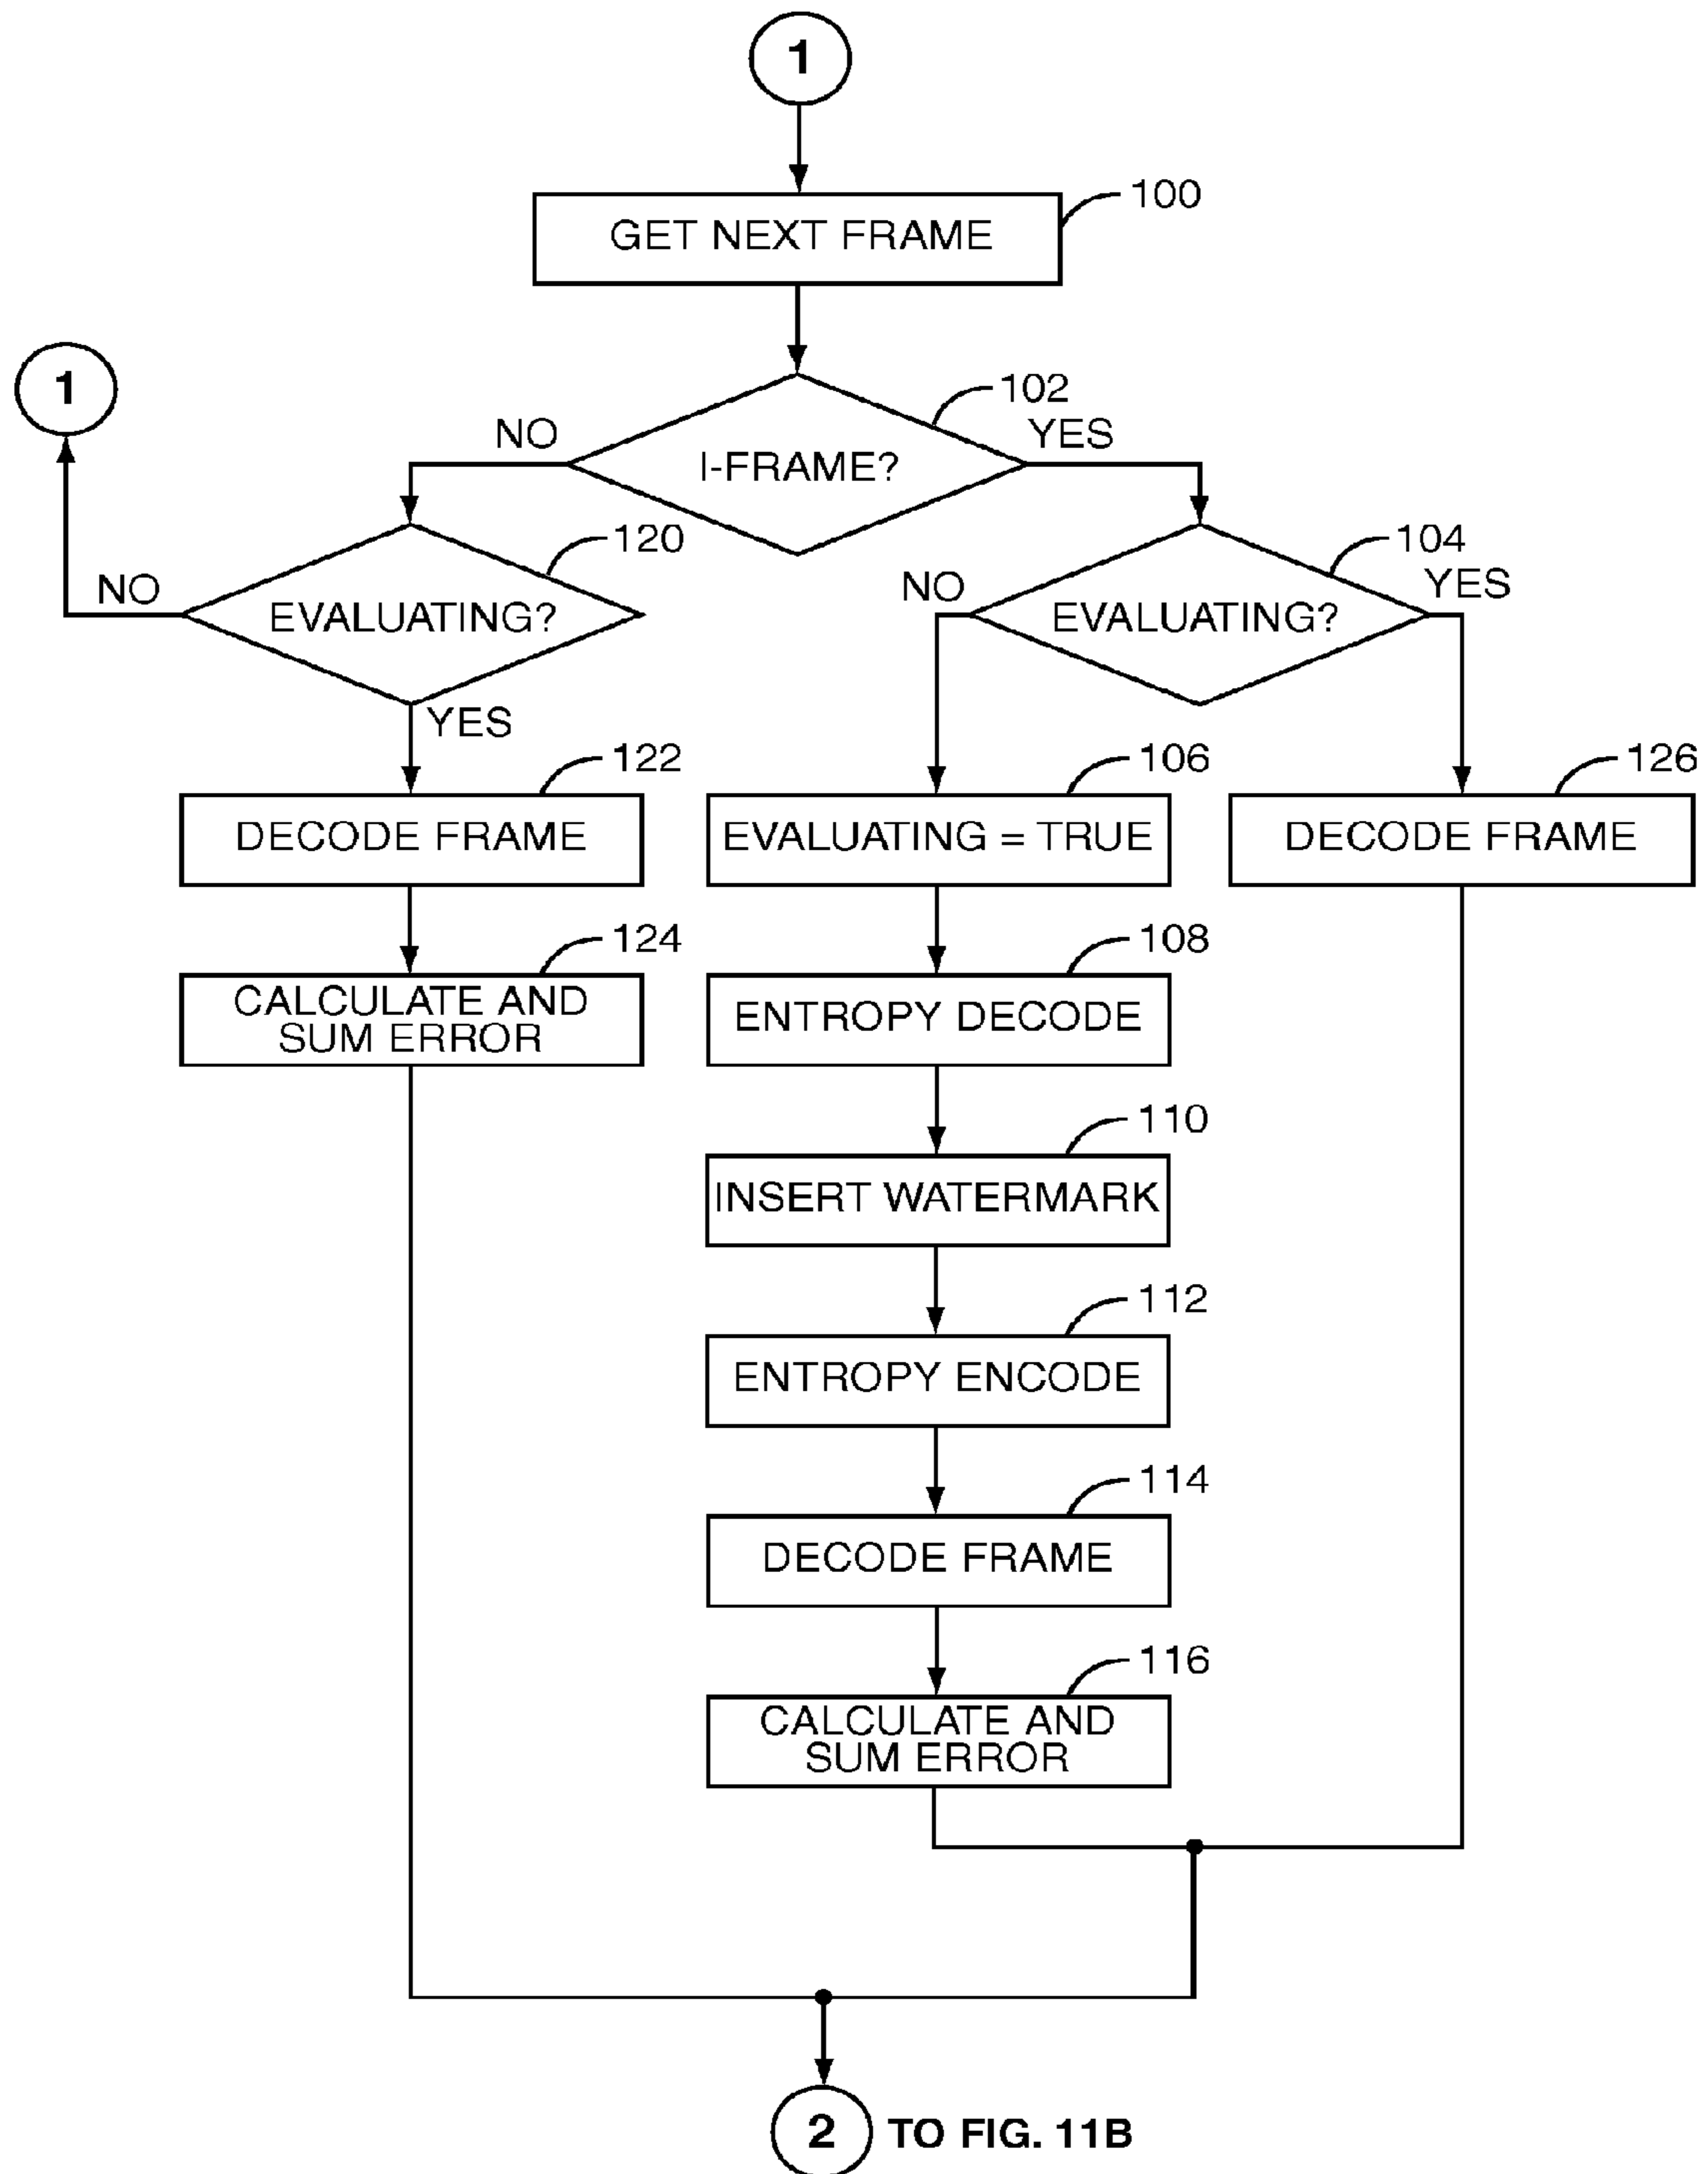 1
100
GET NEXT FRAME
1
102
NO
YES
I-FRAME?
120
104
NO
EVALUATING?
NO
EVALUATING?
YES
YES
122
106
126
DECODE FRAME
EVALUATING = TRUE
DECODE FRAME
124
108
CALCULATE AND
SUM ERROR
ENTROPY DECODE
110
INSERT WATERMARK
112
ENTROPY ENCODE
114
DECODE FRAME
116
CALCULATE AND
SUM ERROR
2 TO FIG. 11B